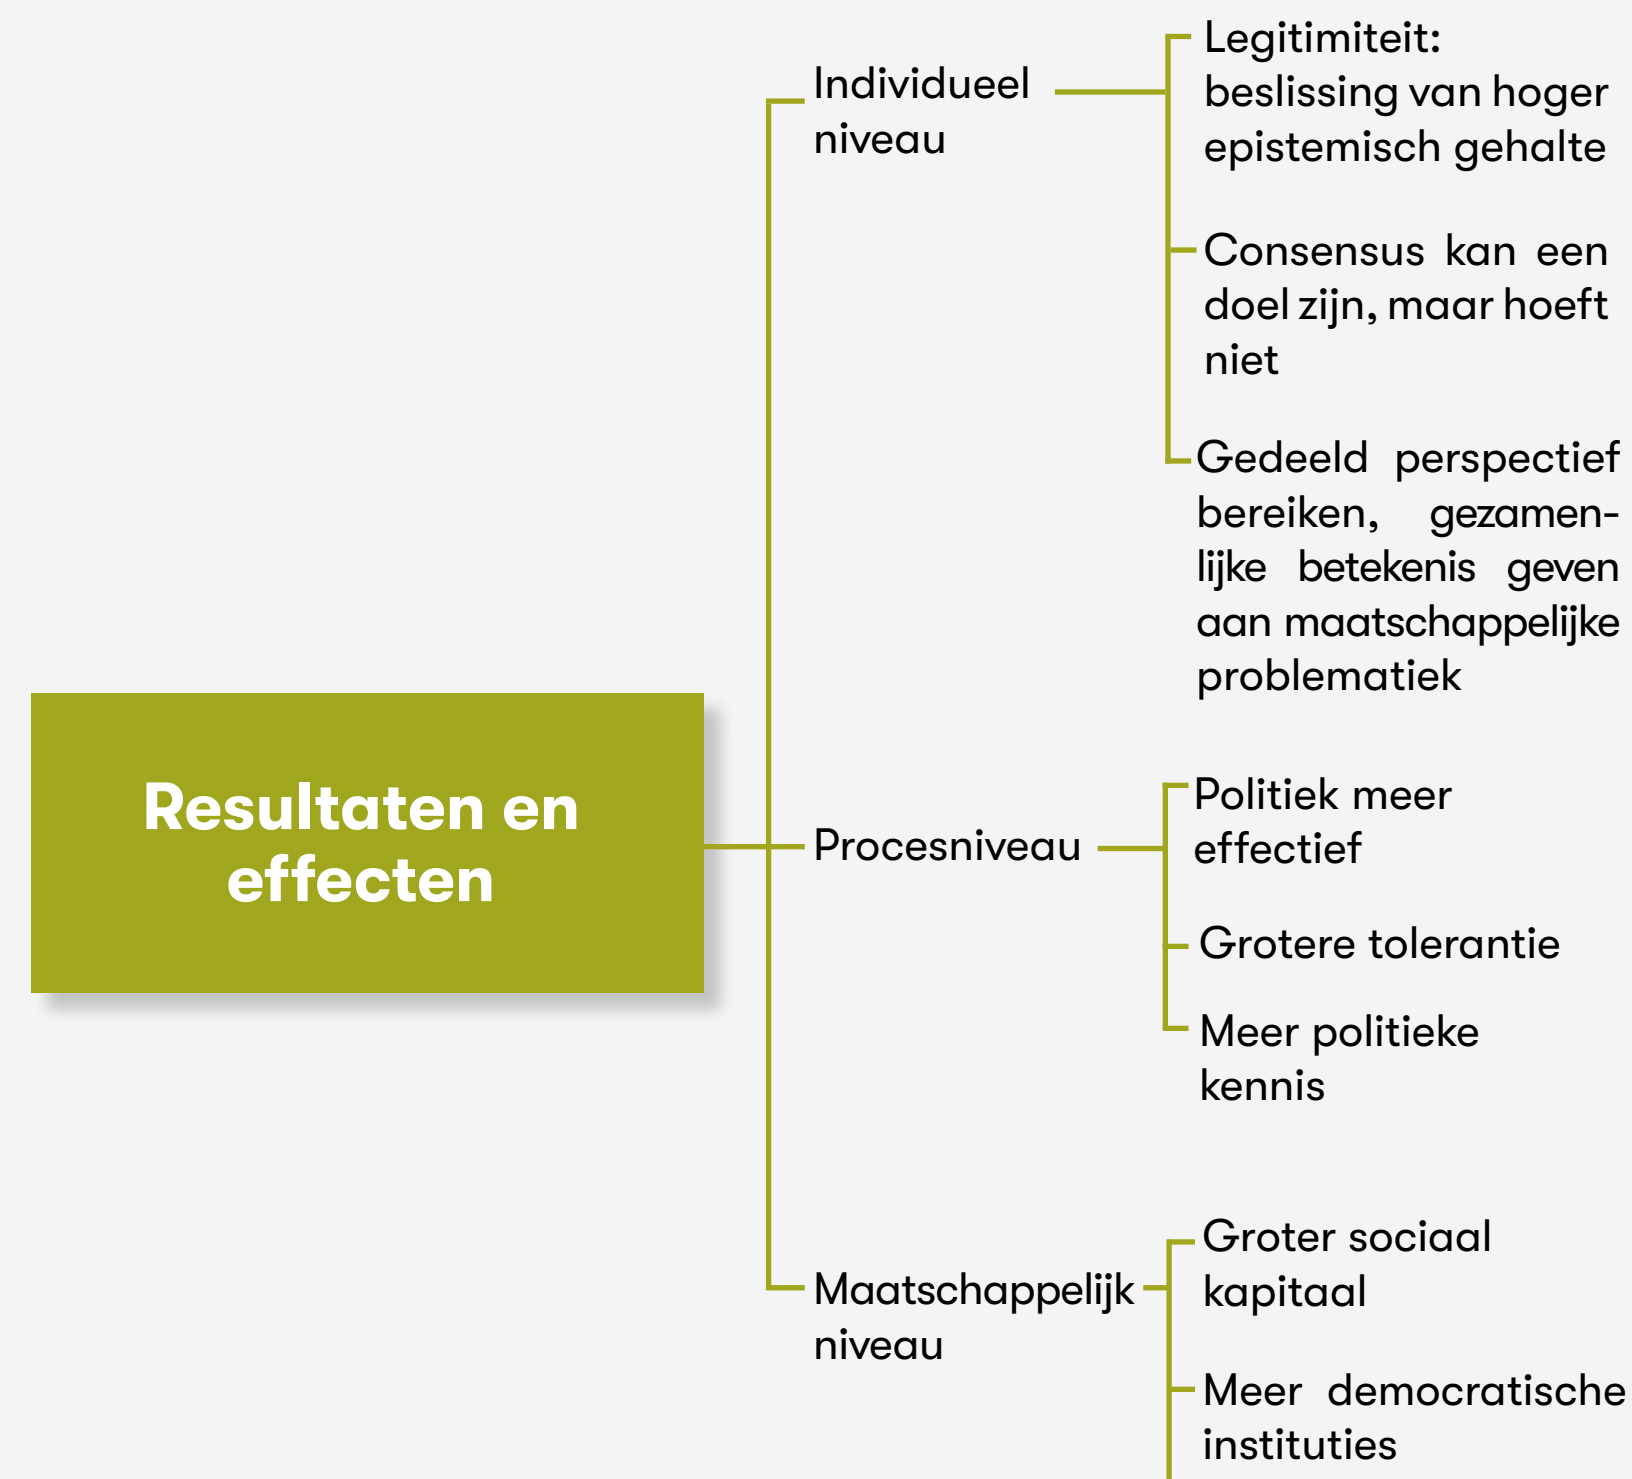 Resultaten en
effecten
Individueel
niveau
Legitimiteit:
beslissing van hoger
epistemisch gehalte
Consensus kan een
doel zijn, maar hoeft
niet
Gedeeld perspectief
bereiken, gezamen-
lijke betekenis geven
aan maatschappelijke
problematiek
Procesniveau
Politiek meer
effectief
Grotere tolerantie
Meer politieke
kennis
Maatschappelijk
niveau
Groter sociaal
kapitaal
Meer democratische
instituties